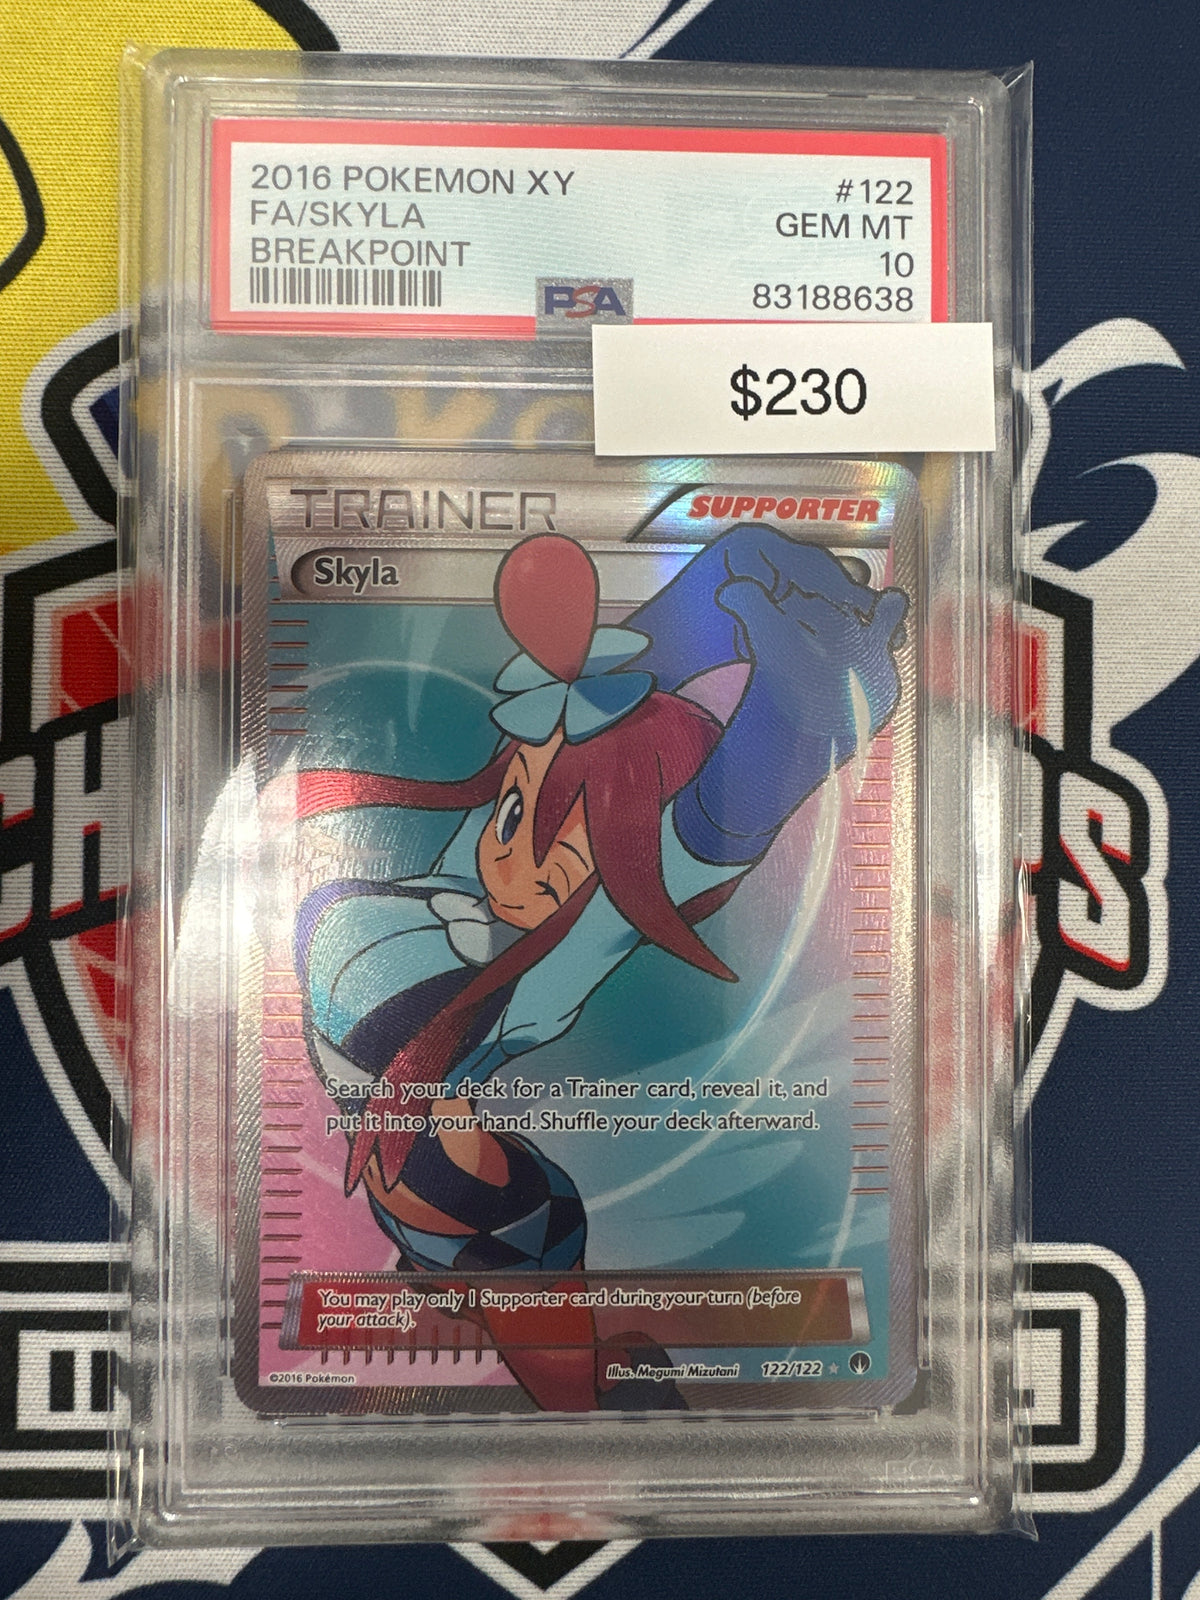 2016 POKEMON XY
#122
FA/SKYLA
GEM MT
BREAKPOINT
10
PSA
83188638
$230
TRAINER
SUPPORTER
Skyla
Search your deck for a Trainer card, reveal it, and
put it into your hand. Shuffle your deck afterward.
You may play only 1 Supporter card during your turn (before
your attack).
Illus. Megumi Mizutani
122/122
©2016 Pokémon